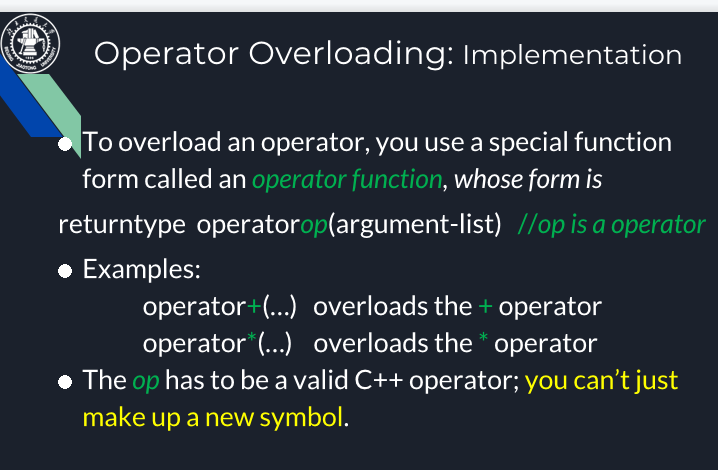 Operator Overloading: Implementation
● To overload an operator, you use a special function
form called an operator function, whose form is
returntype operatorop(argument-list) //op is a operator
● Examples:
operator+(...) overloads the + operator
operator*(...) overloads the * operator
● The op has to be a valid C++ operator; you can’t just
make up a new symbol.